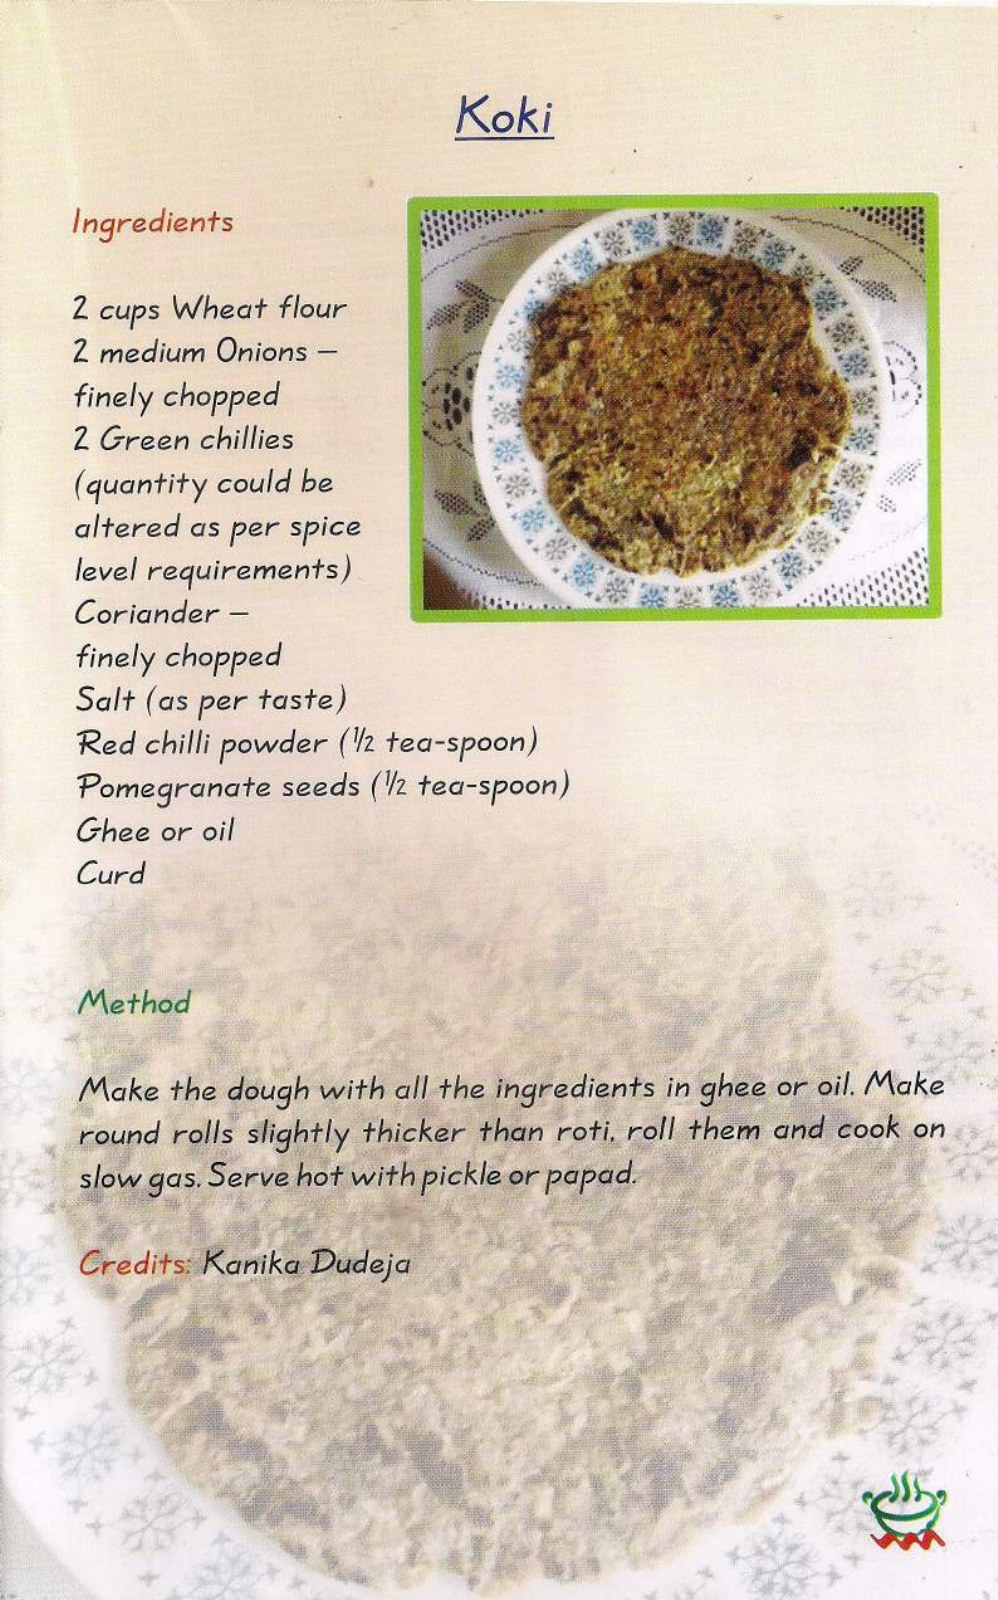 Koki
Ingredients
2 cups Wheat flour
2 medium Onions –
finely chopped
2 Green chillies
(quantity could be
altered as per spice
level requirements)
Coriander –
finely chopped
Salt (as per taste)
Red chilli powder (½ tea-spoon)
Pomegranate seeds (½ tea-spoon)
Ghee or oil
Curd
Method
Make the dough with all the ingredients in ghee or oil. Make
round rolls slightly thicker than roti, roll them and cook on
slow gas. Serve hot with pickle or papad.
Credits: Kanika Dudeja